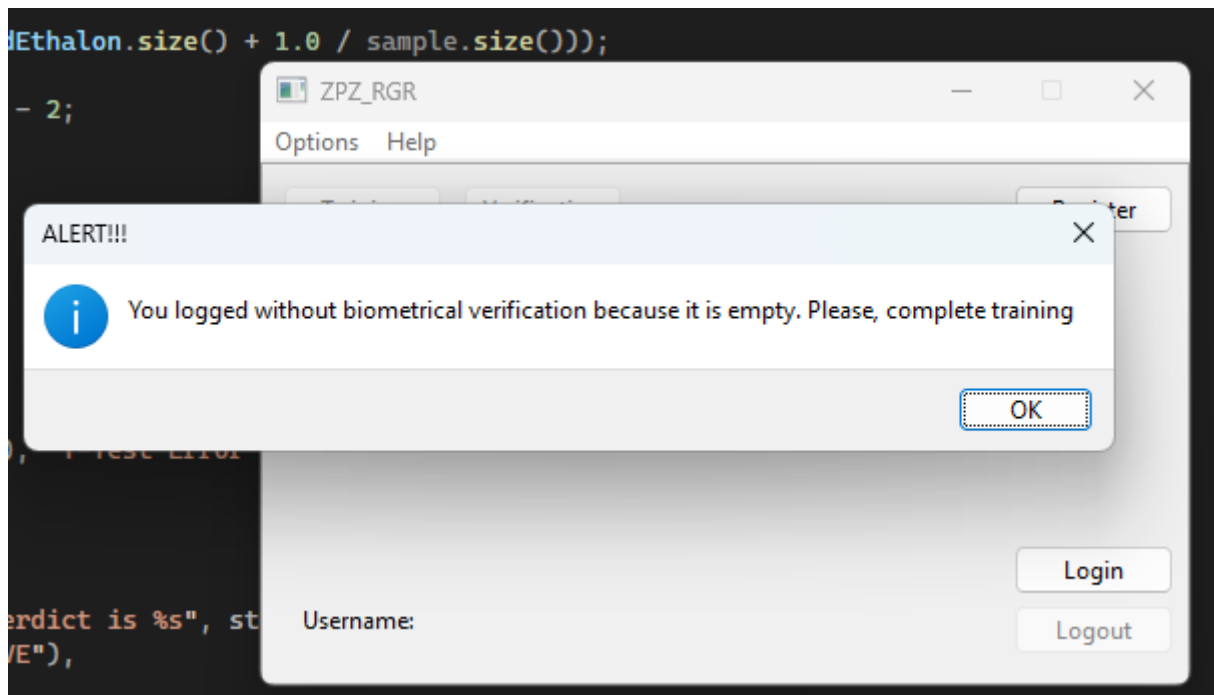 dEthalon.size() + 1.0 / sample.size()));
ZPZ_RGR
- 2;
Options Help
ALERT!!!
You logged without biometrical verification because it is empty. Please, complete training
OK
Login
Username:
erdict is %s", st
Logout
VE"),